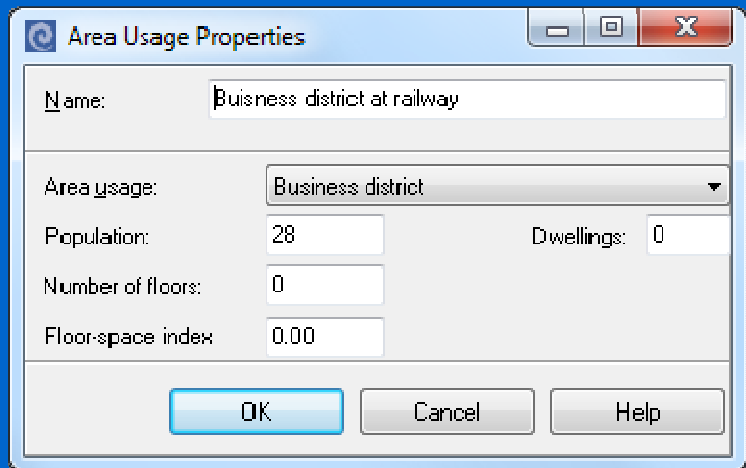 Area Usage Properties
Name: Buisness district at railway
Area usage: Business district
Population: 28 Dwellings: 0
Number of floors: 0
Floor-space index 0.00
OK Cancel Help